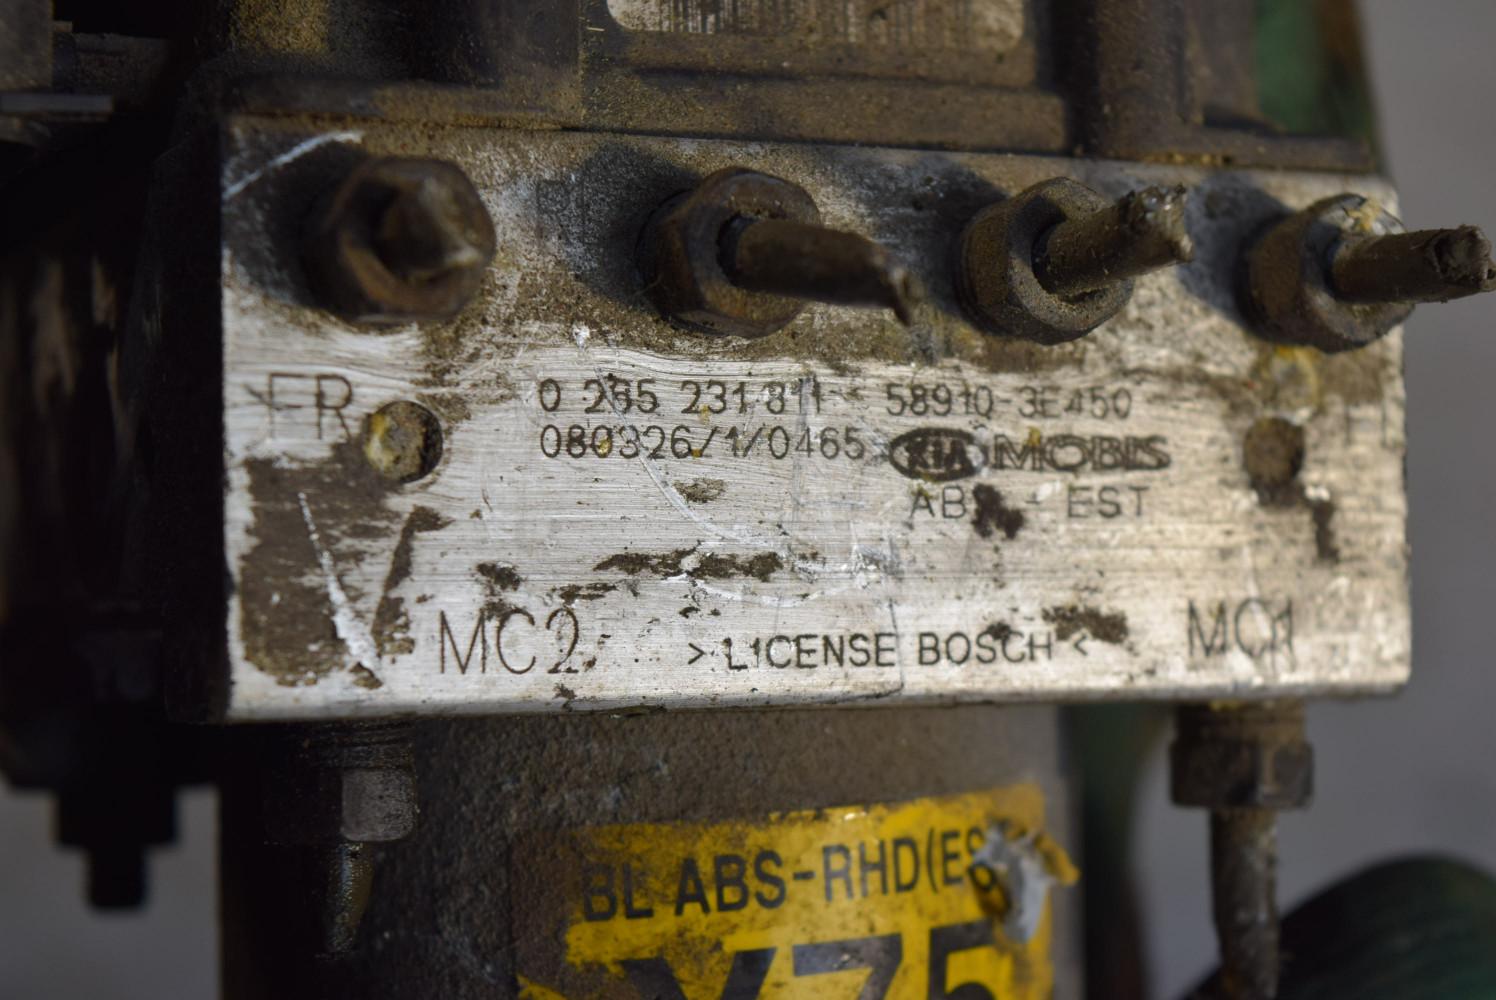 FR
0 265 231 811 58910-3E450
080326/1/0465 KIA MOBIS
EST
MC2 > LICENSE BOSCH < MC1
BL ABS-RHD(ES
Y75